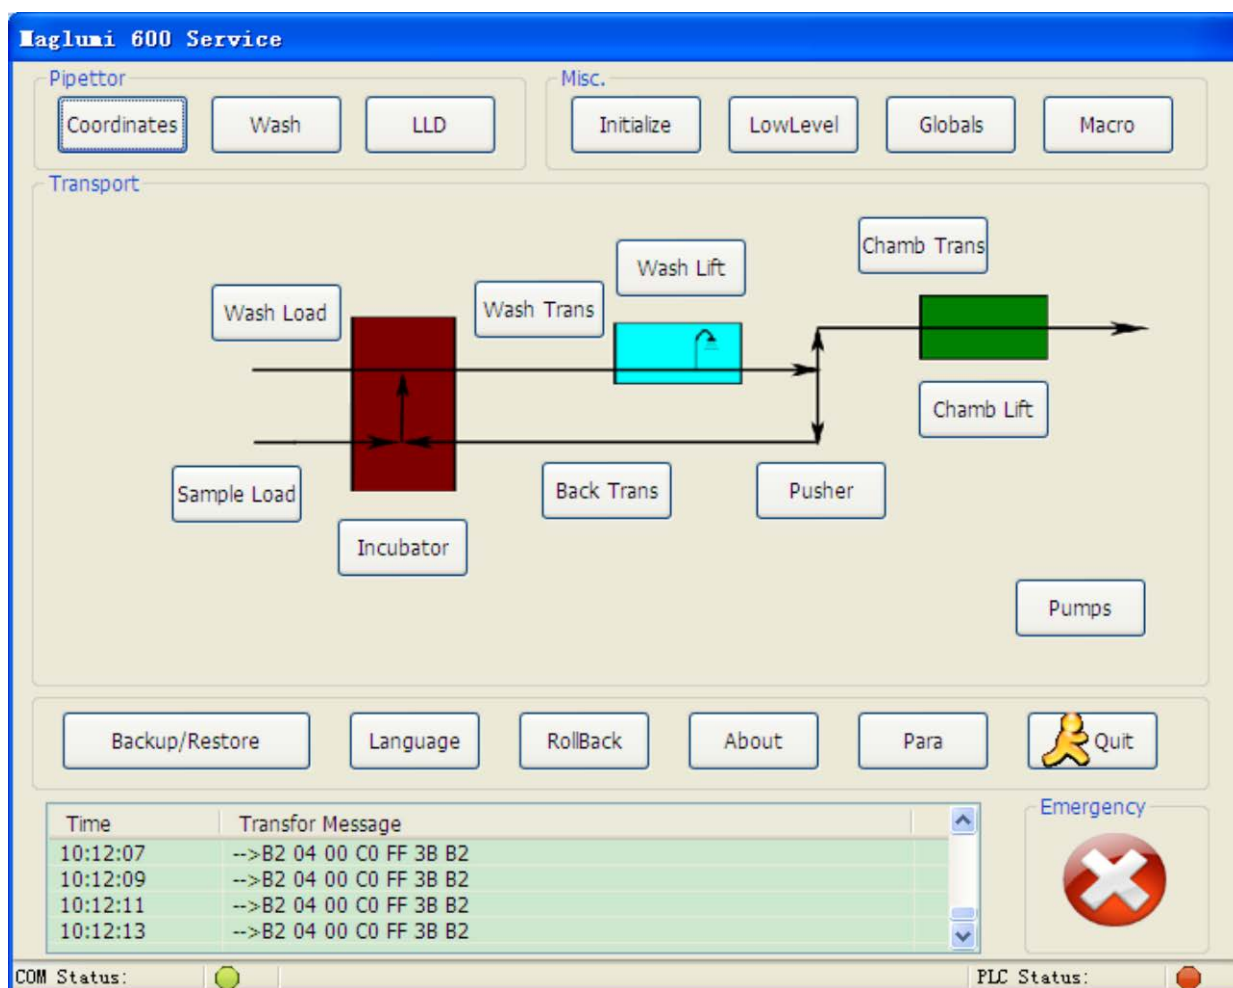 Maglumi 600 Service
Pipettor
Misc.
Coordinates
Wash
LLD
Initialize
LowLevel
Globals
Macro
Transport
Chamb Trans
Wash Lift
Wash Load
Wash Trans
Chamb Lift
Sample Load
Back Trans
Pusher
Incubator
Pumps
Backup/Restore
Language
RollBack
About
Para
Quit
Emergency
Time Transfor Message
10:12:07 -->B2 04 00 C0 FF 3B B2
10:12:09 -->B2 04 00 C0 FF 3B B2
10:12:11 -->B2 04 00 C0 FF 3B B2
10:12:13 -->B2 04 00 C0 FF 3B B2
COM Status:
PLC Status: